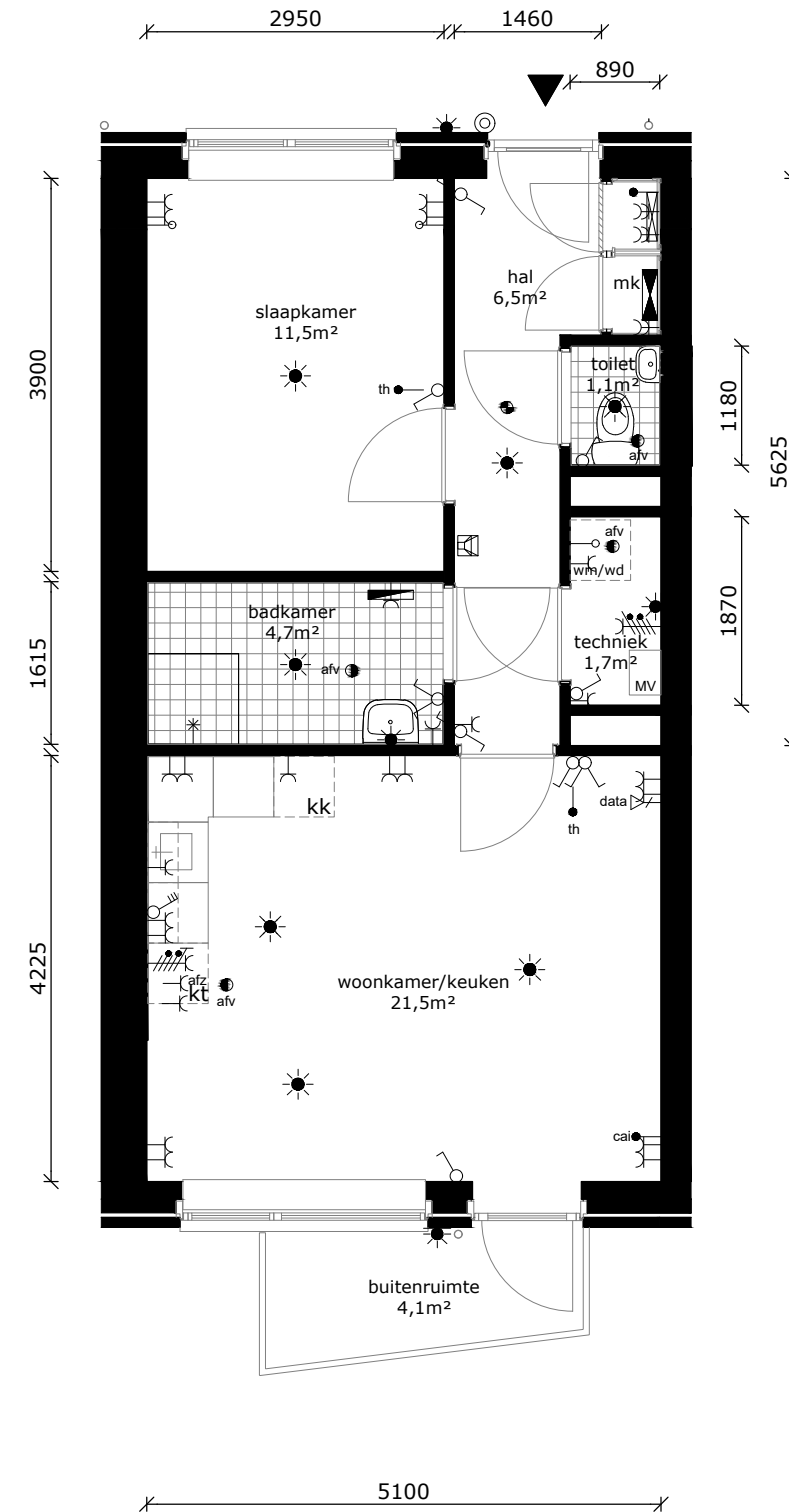 2950
1460
890
hal
6,5m²
mk
slaapkamer
11,5m²
toilet
1,1m²
th
afv
3900
1180
5625
afv
wm/wd
badkamer
4,7m²
afv
techniek
1,7m²
MV
1615
1870
kk
data
th
afz
kt
afv
woonkamer/keuken
21,5m²
4225
cai
buitenruimte
4,1m²
5100